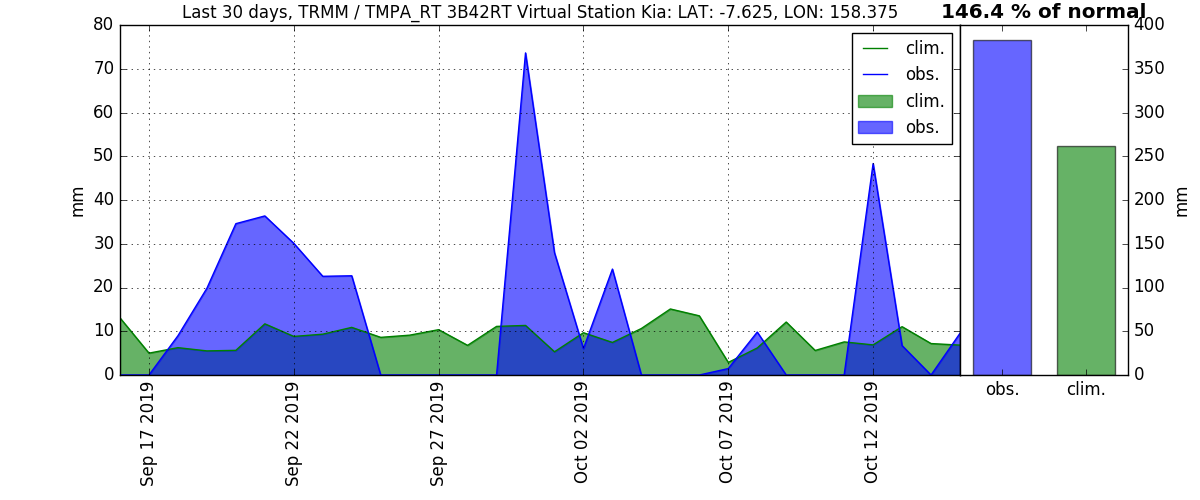 Last 30 days, TRMM / TMPA_RT 3B42RT Virtual Station Kia: LAT: -7.625, LON: 158.375
146.4 % of normal
80
70
60
50
40
30
20
10
0
mm
clim.
obs.
clim.
obs.
400
350
300
250
200
150
100
50
0
mm
Sep 17 2019
Sep 22 2019
Sep 27 2019
Oct 02 2019
Oct 07 2019
Oct 12 2019
obs.
clim.